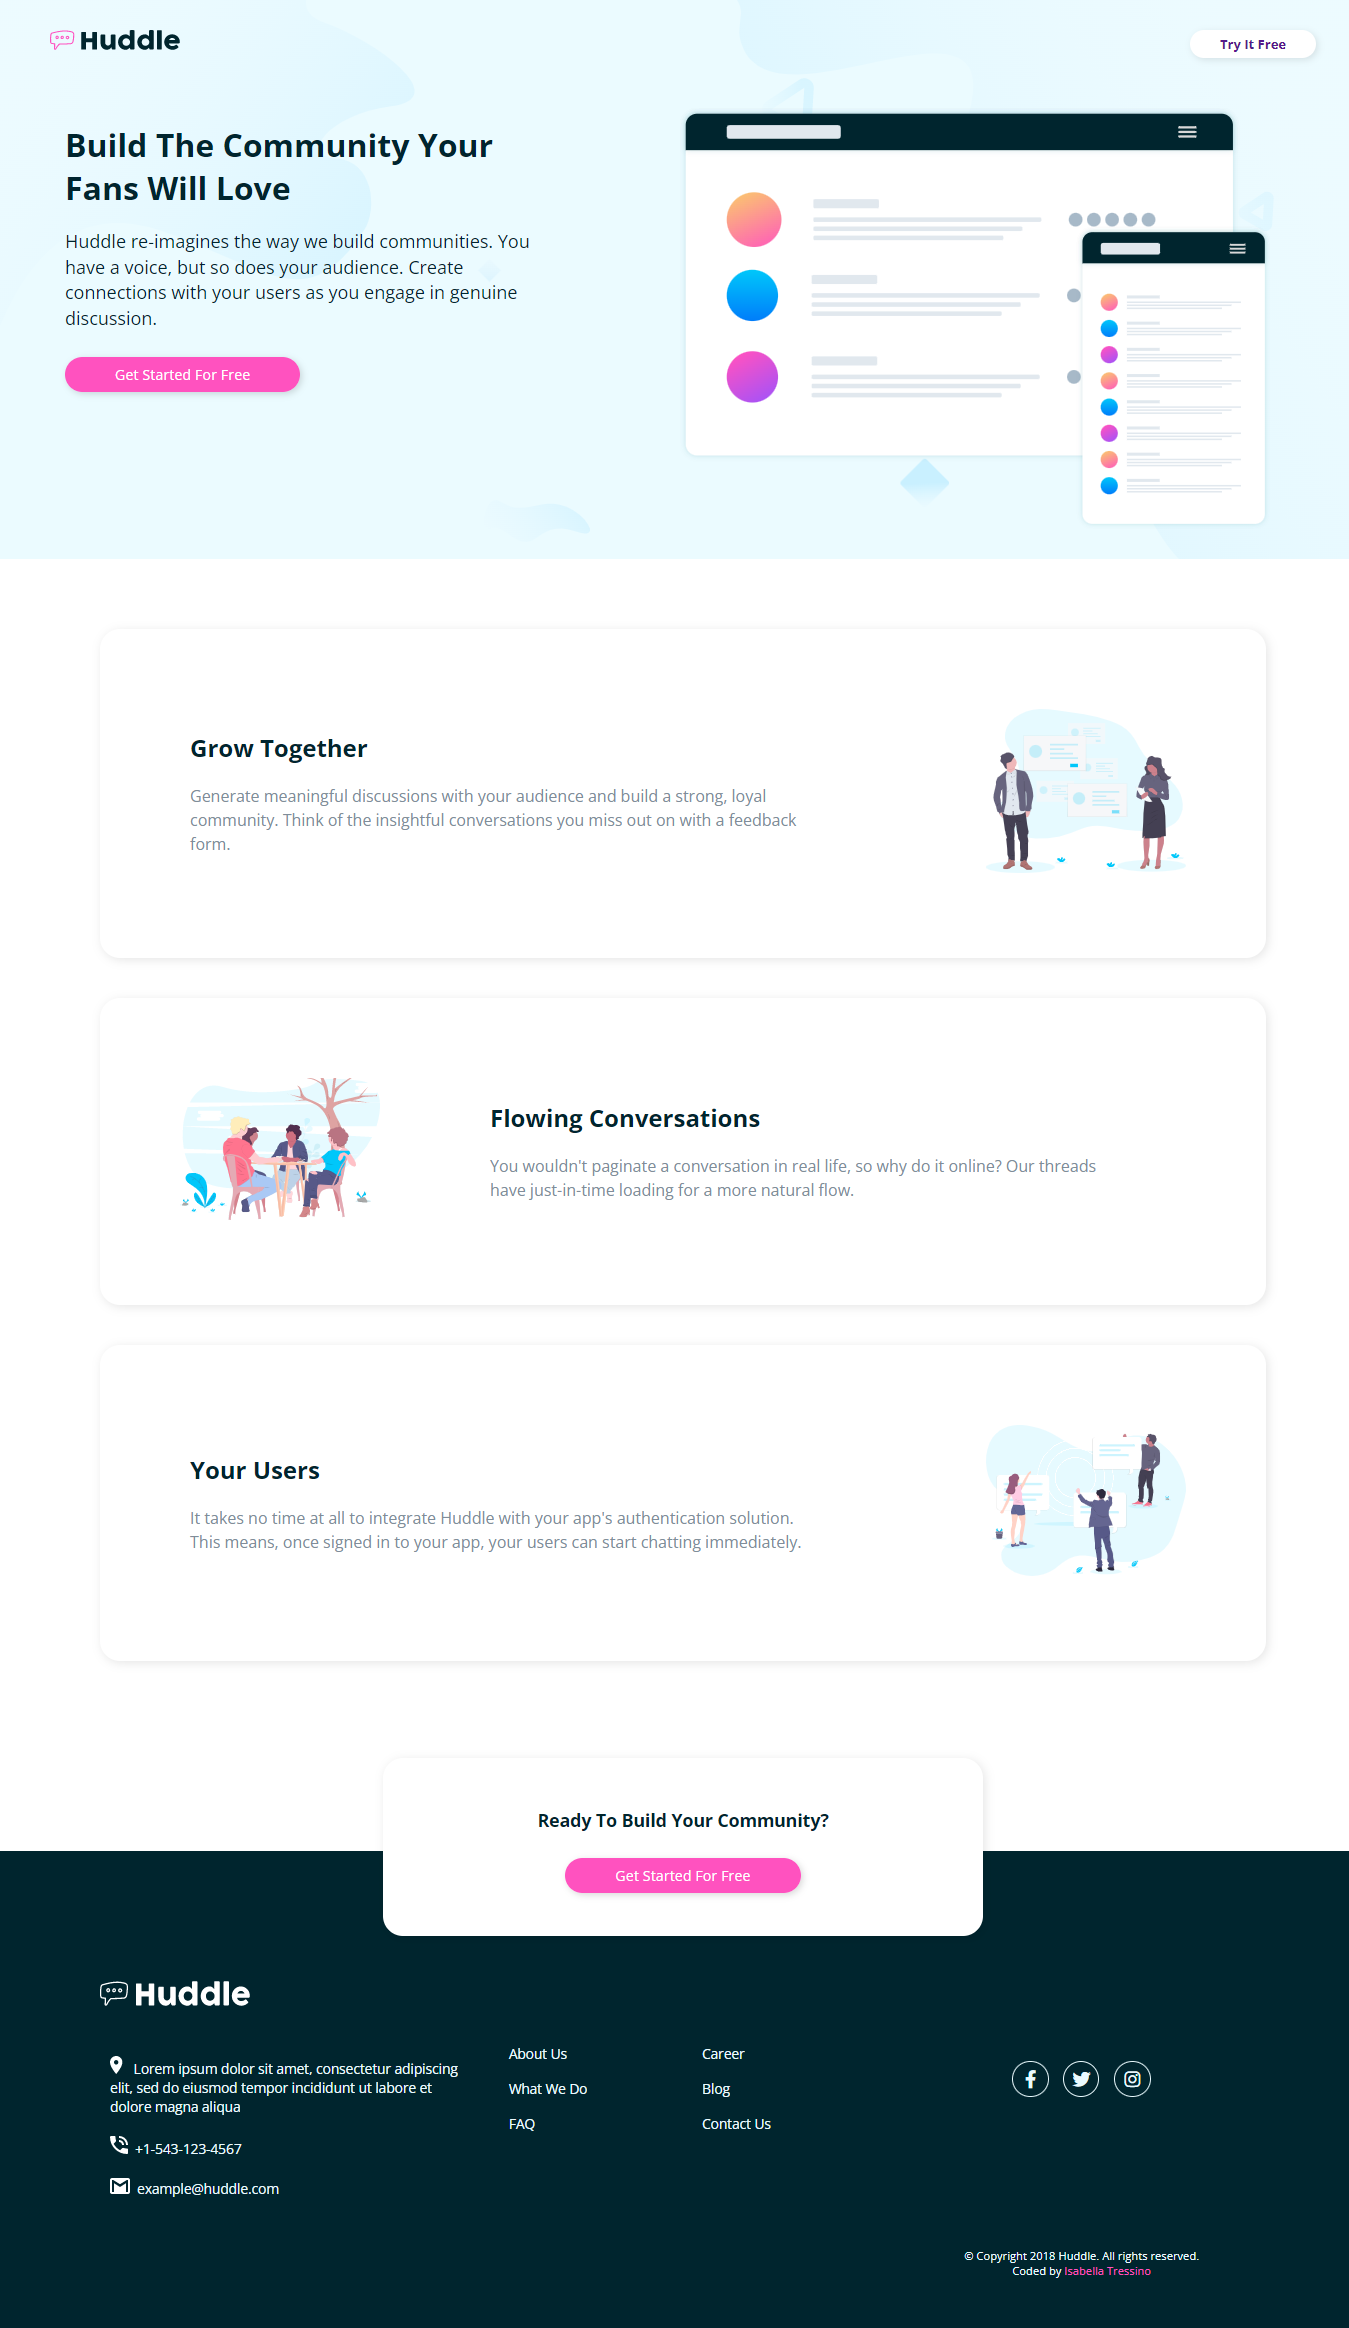 Huddle
Try It Free
Build The Community Your
Fans Will Love
Huddle re-imagines the way we build communities. You
have a voice, but so does your audience. Create
connections with your users as you engage in genuine
discussion.
Get Started For Free
Grow Together
Generate meaningful discussions with your audience and build a strong, loyal
community. Think of the insightful conversations you miss out on with a feedback
form.
Flowing Conversations
You wouldn't paginate a conversation in real life, so why do it online? Our threads
have just-in-time loading for a more natural flow.
Your Users
It takes no time at all to integrate Huddle with your app's authentication solution.
This means, once signed in to your app, your users can start chatting immediately.
Ready To Build Your Community?
Get Started For Free
Huddle
Lorem ipsum dolor sit amet, consectetur adipiscing
elit, sed do eiusmod tempor incididunt ut labore et
dolore magna aliqua
+1-543-123-4567
example@huddle.com
About Us
What We Do
FAQ
Career
Blog
Contact Us
© Copyright 2018 Huddle. All rights reserved.
Coded by Isabella Tressino